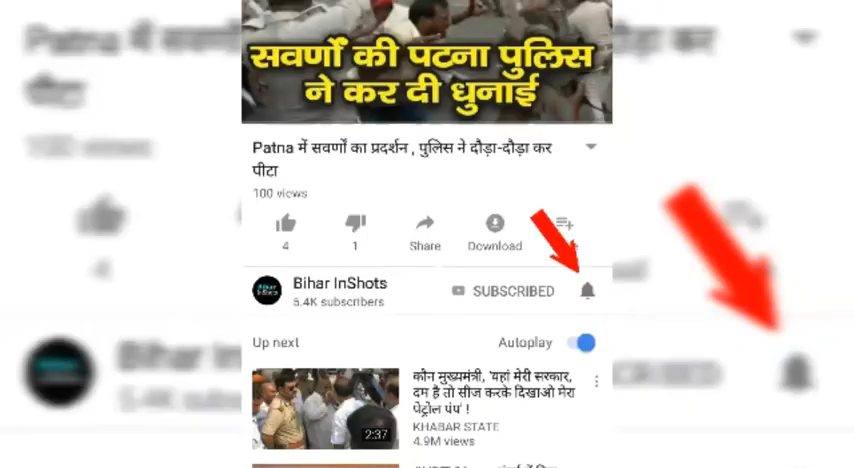 सवर्णों की पटना पुलिस
ने कर दी धुनाई
Patna में सवर्णों का प्रदर्शन , पुलिस ने दौड़ा-दौड़ा कर
पीटा
100 views
4
1
Share
Download
Bihar InShots
SUBSCRIBED
5.4K subscribers
Up next
Autoplay
कौन मुख्यमंत्री, 'यहां मेरी सरकार,
दम है तो सीज करके दिखाओ मेरा
पेट्रोल पंप' !
KHABAR STATE
4.9M views
2:37